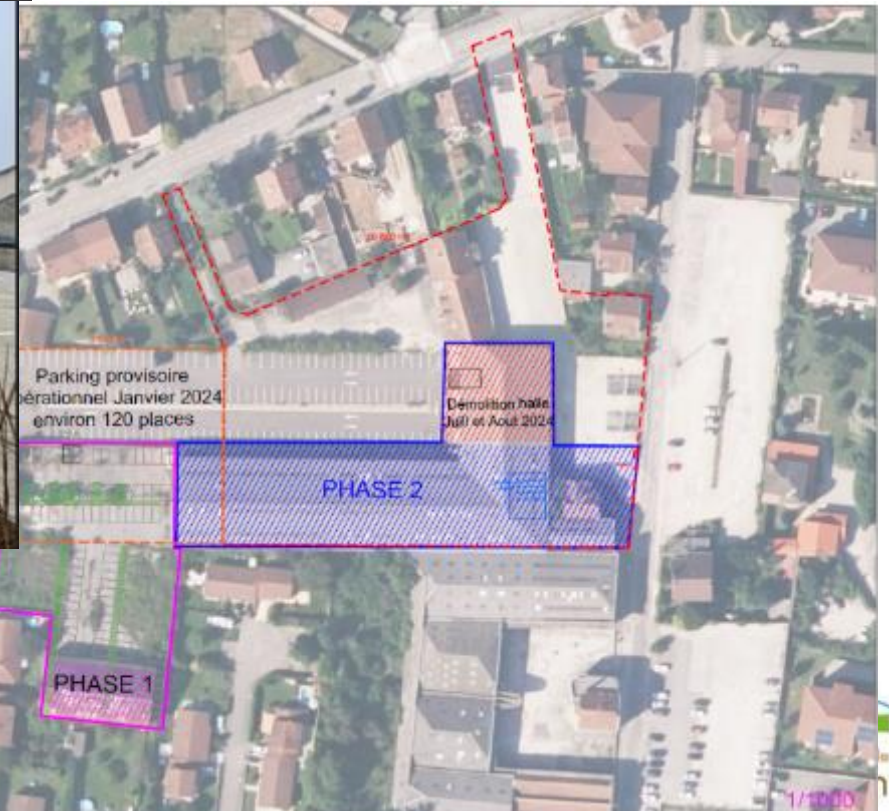 Parking provisoire
pérationnel Janvier 2024
environ 120 places
Démolition halle
Juill et Aout 2024
PHASE 2
PHASE 1
1/1000